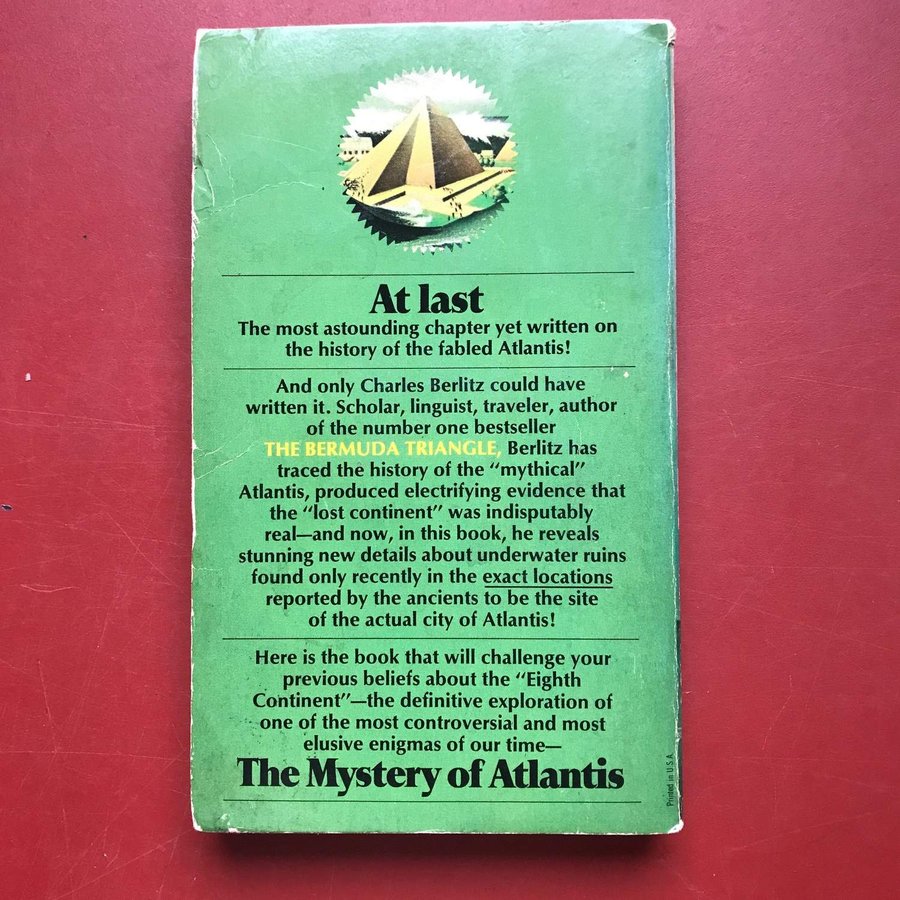 At last
The most astounding chapter yet written on
the history of the fabled Atlantis!
And only Charles Berlitz could have
written it. Scholar, linguist, traveler, author
of the number one bestseller
THE BERMUDA TRIANGLE, Berlitz has
traced the history of the "mythical"
Atlantis, produced electrifying evidence that
the "lost continent" was indisputably
real—and now, in this book, he reveals
stunning new details about underwater ruins
found only recently in the exact locations
reported by the ancients to be the site
of the actual city of Atlantis!
Here is the book that will challenge your
previous beliefs about the "Eighth
Continent"—the definitive exploration of
one of the most controversial and most
elusive enigmas of our time—
The Mystery of Atlantis
Printed in U.S.A.